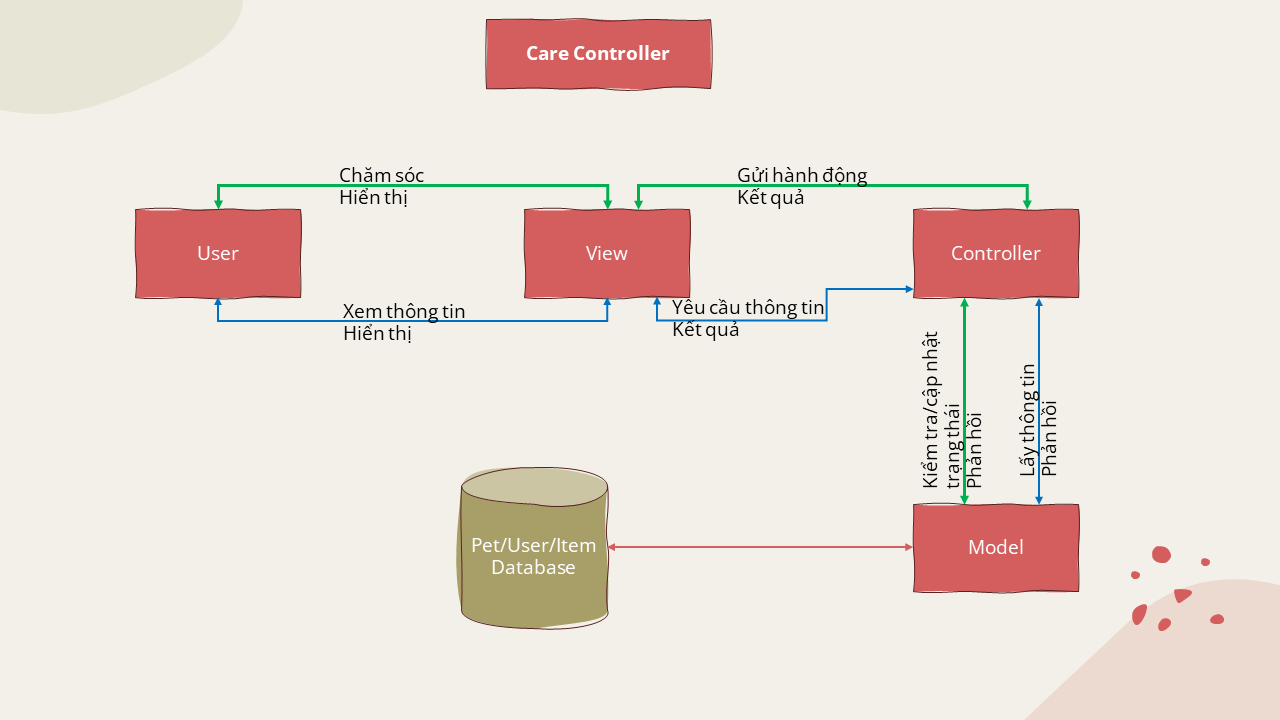 Care Controller
Chăm sóc
Hiển thị
Gửi hành động
Kết quả
User
View
Controller
Xem thông tin
Hiển thị
Yêu cầu thông tin
Kết quả
Kiểm tra/cập nhật
trạng thái
Phản hồi
Lấy thông tin
Phản hồi
Pet/User/Item
Database
Model